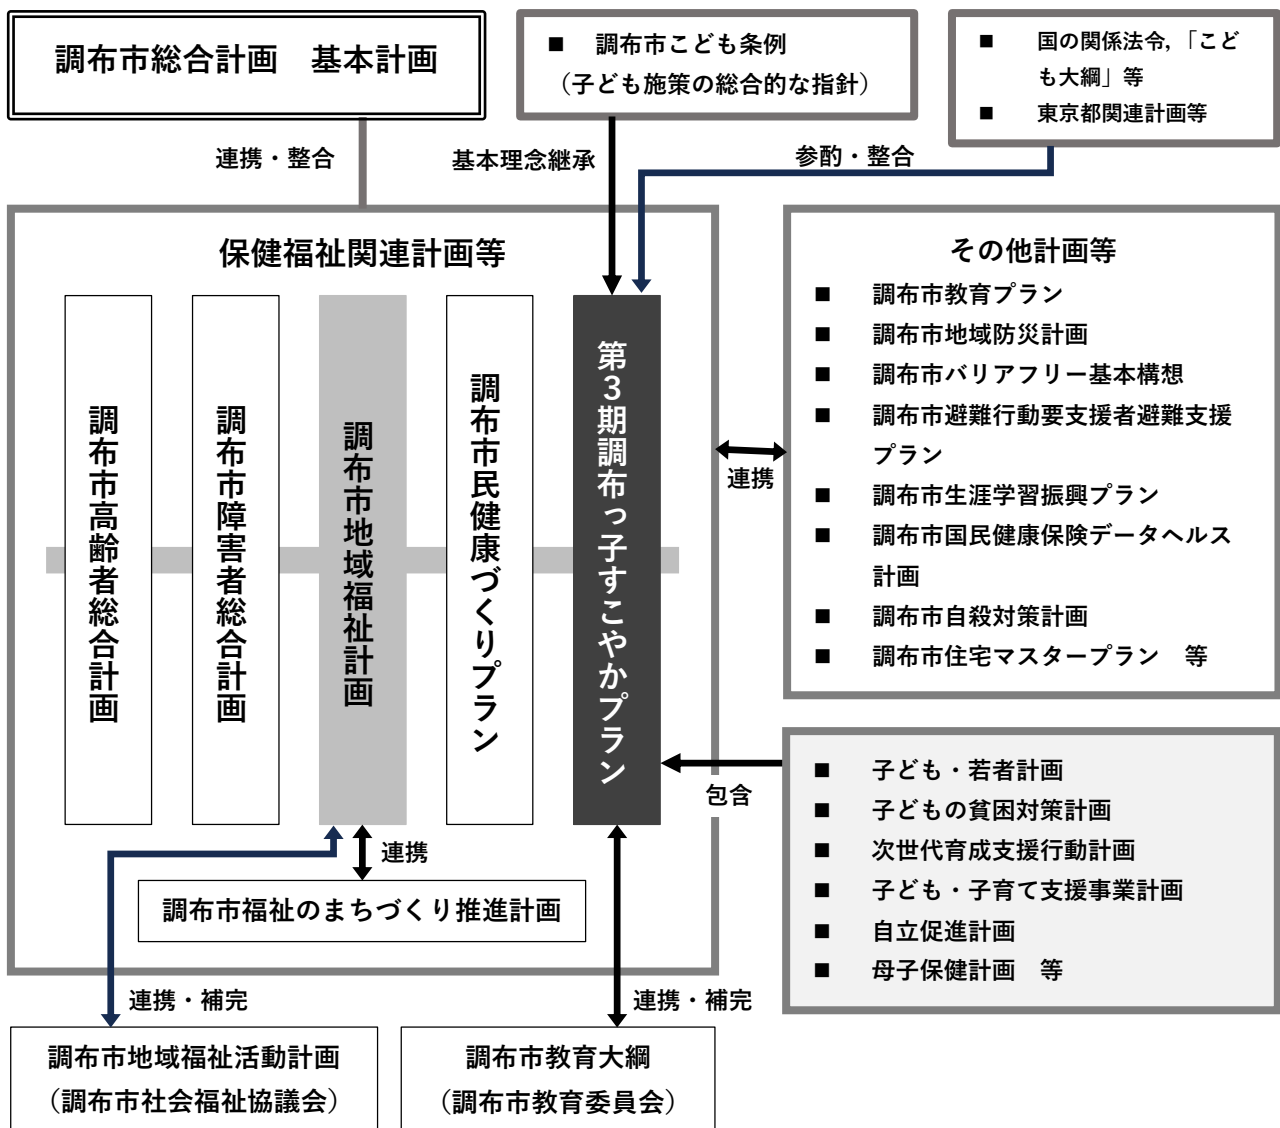 調布市総合計画　基本計画
■ 調布市こども条例
（子ども施策の総合的な指針）
■ 国の関係法令，「こど
も大綱」等
■ 東京都関連計画等
連携・整合
基本理念継承
参酌・整合
保健福祉関連計画等
調布市高齢者総合計画
調布市障害者総合計画
調布市地域福祉計画
調布市民健康づくりプラン
第３期調布っ子すこやかプラン
連携
その他計画等
■ 調布市教育プラン
■ 調布市地域防災計画
■ 調布市バリアフリー基本構想
■ 調布市避難行動要支援者避難支援
プラン
■ 調布市生涯学習振興プラン
■ 調布市国民健康保険データヘルス
計画
■ 調布市自殺対策計画
■ 調布市住宅マスタープラン　等
包含
■ 子ども・若者計画
■ 子どもの貧困対策計画
■ 次世代育成支援行動計画
■ 子ども・子育て支援事業計画
■ 自立促進計画
■ 母子保健計画　等
連携
調布市福祉のまちづくり推進計画
連携・補完
連携・補完
調布市地域福祉活動計画
（調布市社会福祉協議会）
調布市教育大綱
（調布市教育委員会）